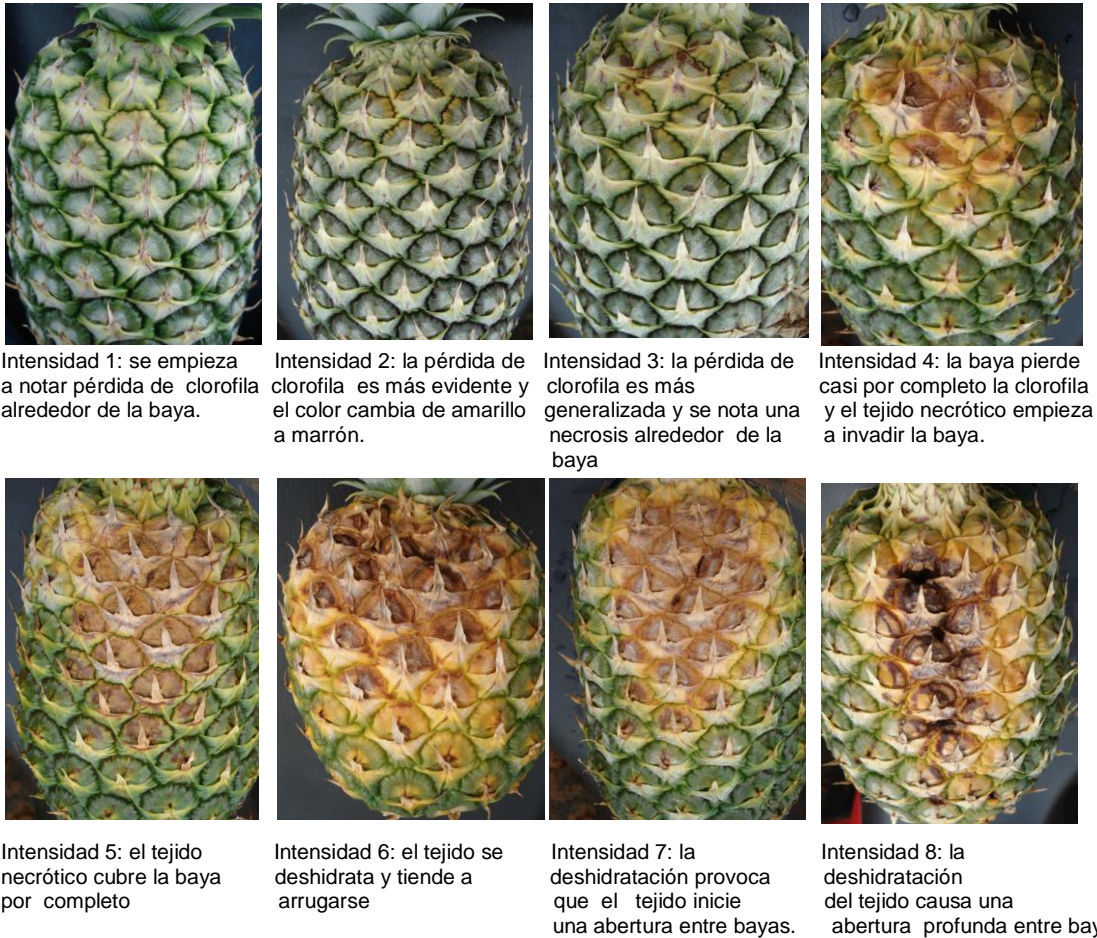 Intensidad 1: se empieza
a notar pérdida de clorofila
alrededor de la baya.
Intensidad 2: la pérdida de
clorofila es más evidente y
el color cambia de amarillo
a marrón.
Intensidad 3: la pérdida de
clorofila es más
generalizada y se nota una
necrosis alrededor de la
baya
Intensidad 4: la baya pierde
casi por completo la clorofila
y el tejido necrótico empieza
a invadir la baya.
Intensidad 5: el tejido
necrótico cubre la baya
por completo
Intensidad 6: el tejido se
deshidrata y tiende a
arrugarse
Intensidad 7: la
deshidratación provoca
que el tejido inicie
una abertura entre bayas.
Intensidad 8: la
deshidratación
del tejido causa una
abertura profunda entre bay